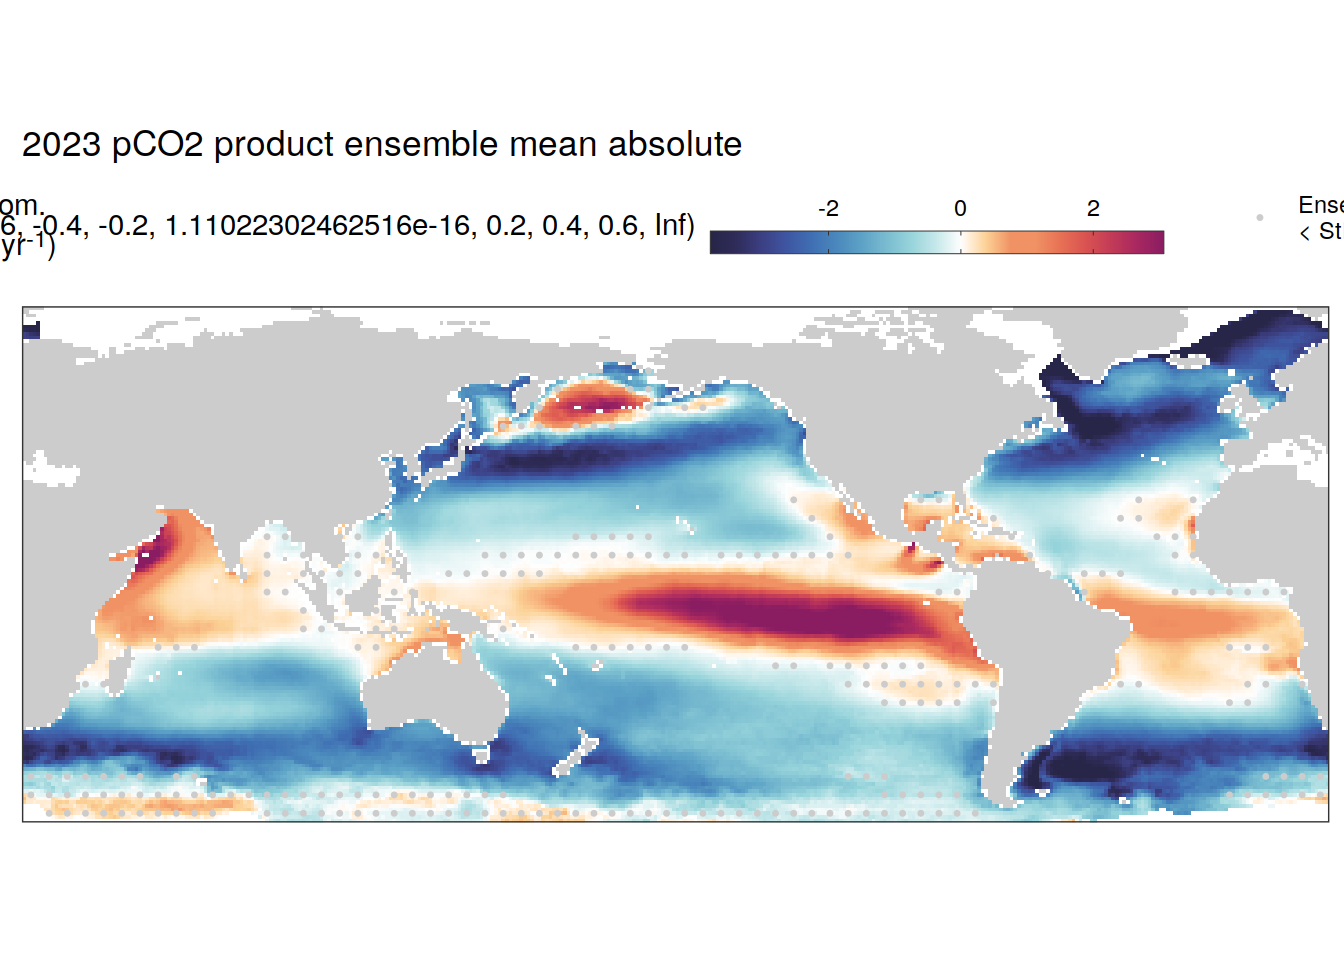 2023 pCO2 product ensemble mean absolute
om.
6, -0.4, -0.2, 1.11022302462516e-16, 0.2, 0.4, 0.6, Inf)
yr⁻¹)
-2 0 2
Ense
< St